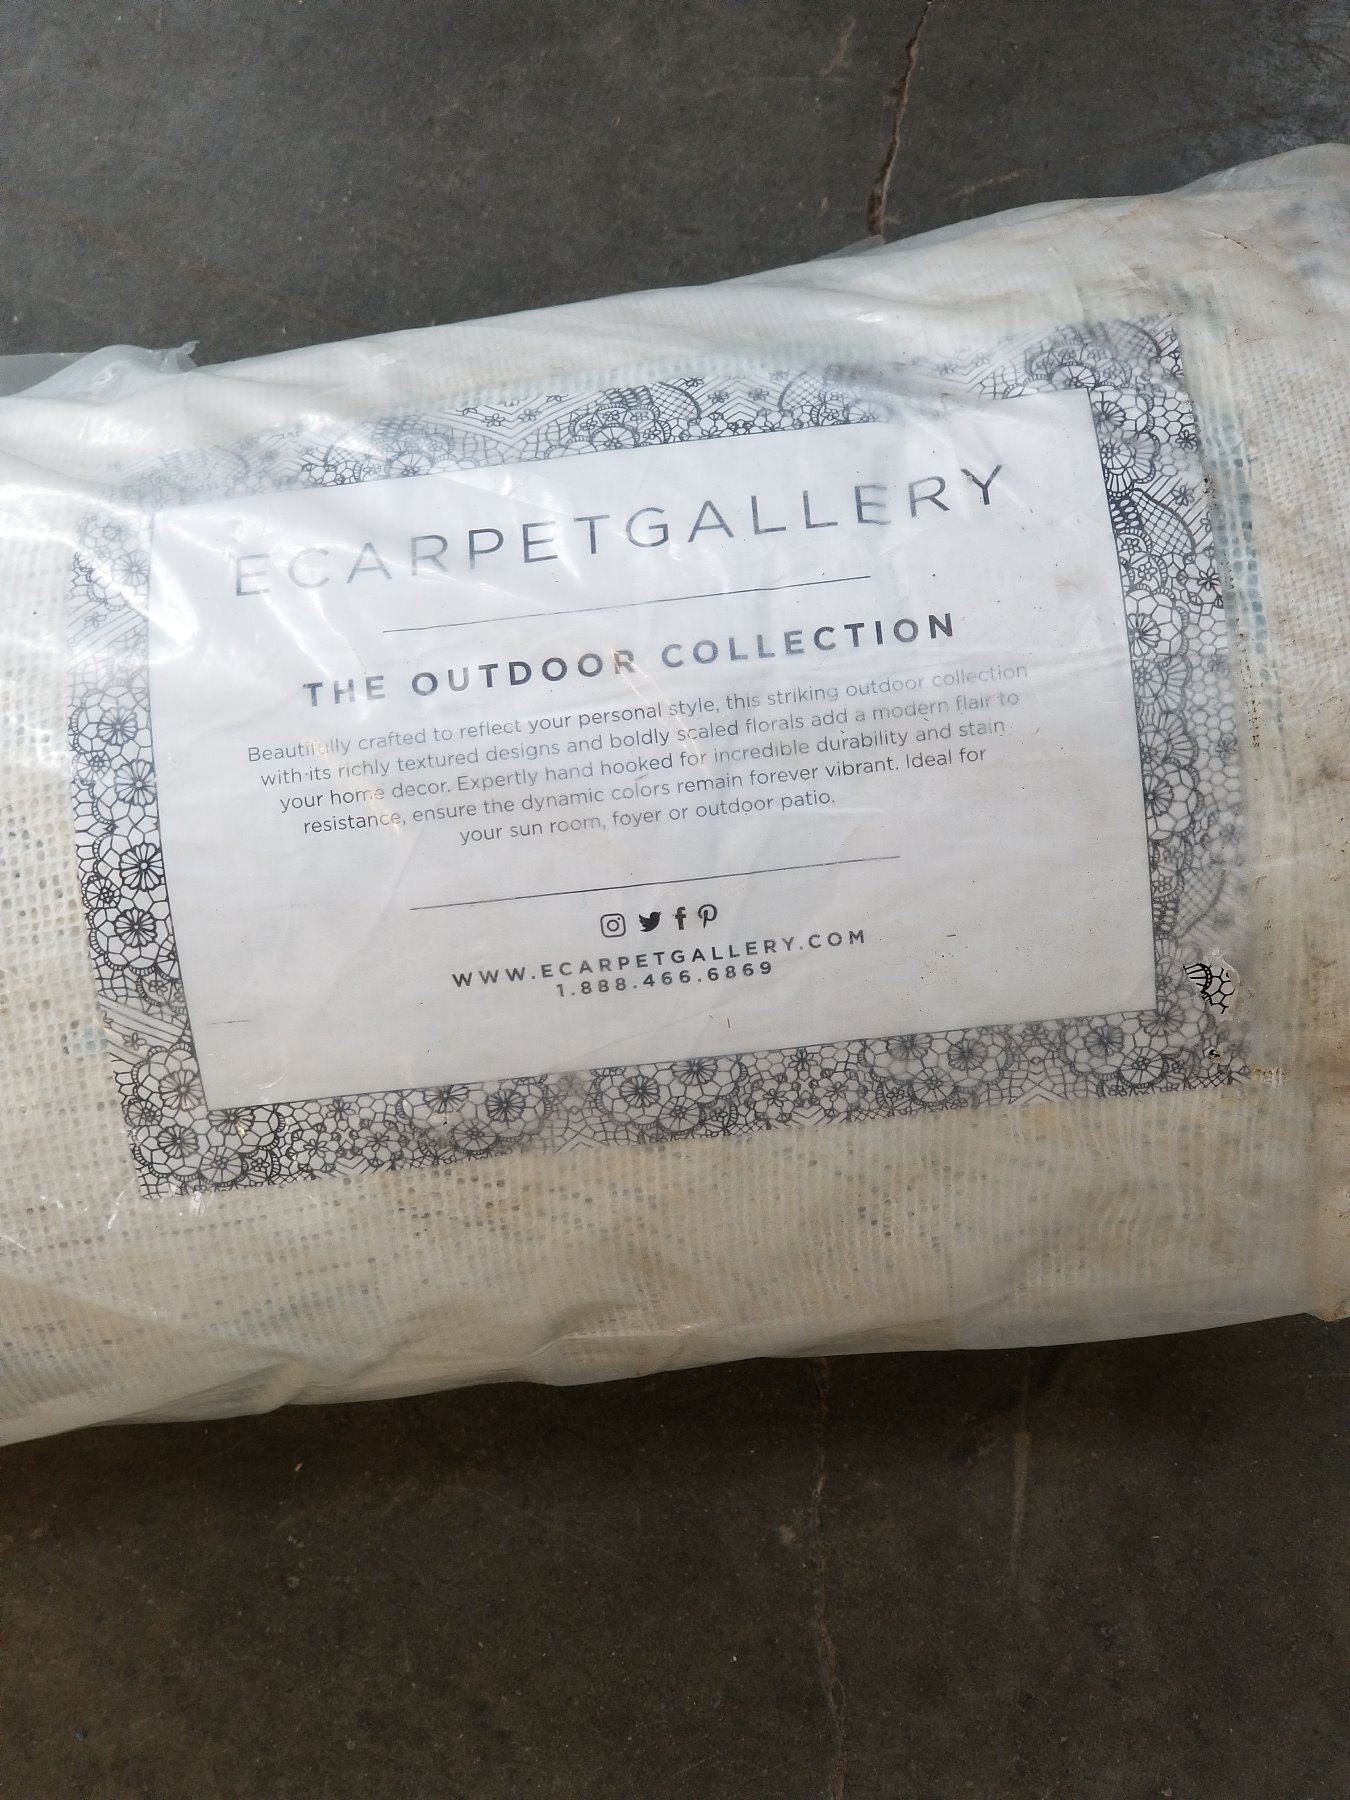 ECARPETGALLERY
THE OUTDOOR COLLECTION
Beautifully crafted to reflect your personal style, this striking outdoor collection
with its richly textured designs and boldly scaled florals add a modern flair to
your home decor. Expertly hand hooked for incredible durability and stain
resistance, ensure the dynamic colors remain forever vibrant. Ideal for
your sun room, foyer or outdoor patio.
WWW.ECARPETGALLERY.COM
1.888.466.6869